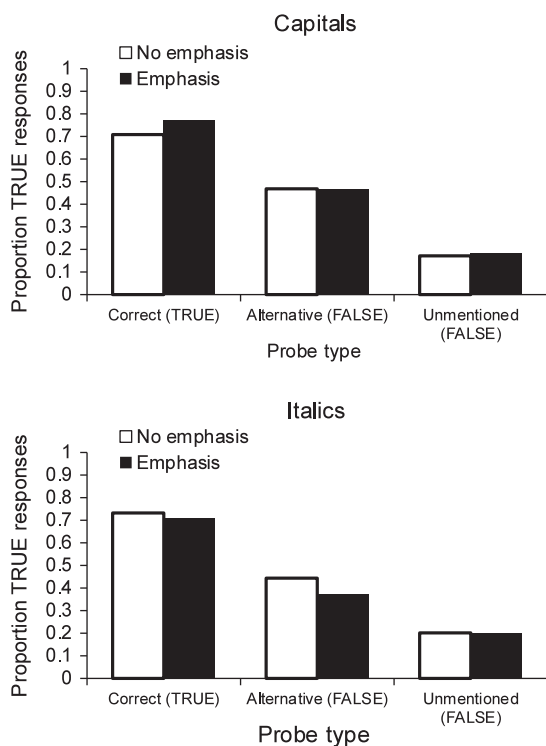 Capitals
No emphasis
Emphasis
Proportion TRUE responses
1
0.9
0.8
0.7
0.6
0.5
0.4
0.3
0.2
0.1
0
Correct (TRUE) Alternative (FALSE) Unmentioned
(FALSE)
Probe type
Italics
No emphasis
Emphasis
Proportion TRUE responses
1
0.9
0.8
0.7
0.6
0.5
0.4
0.3
0.2
0.1
0
Correct (TRUE) Alternative (FALSE) Unmentioned
(FALSE)
Probe type